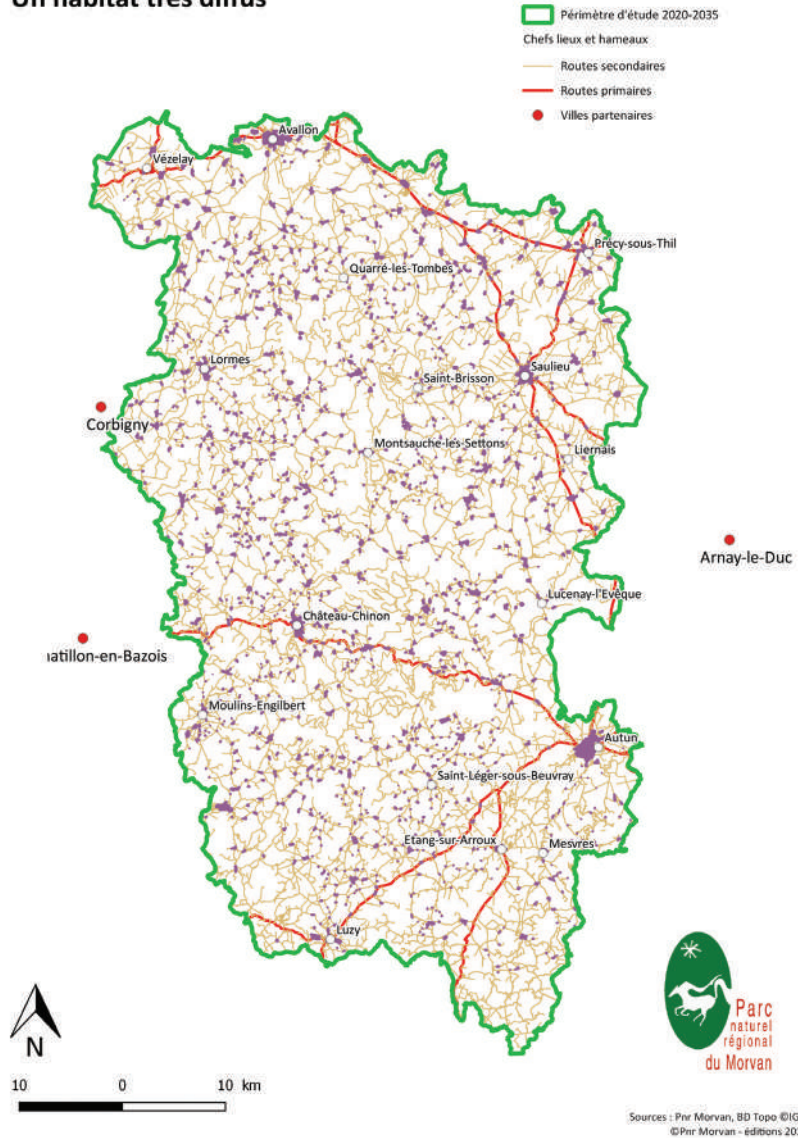 Un habitat très diffus
Périmètre d'étude 2020-2035
Chefs lieux et hameaux
Routes secondaires
Routes primaires
Villes partenaires
Avallon
Vézelay
Précy-sous-Thil
Quarré-les-Tombes
Lormes
Saulieu
Saint-Brisson
Corbigny
Montsauche-les-Settons
Liernais
Arnay-le-Duc
Lucenay-l'Evèque
Château-Chinon
atillon-en-Bazois
Moulins-Engilbert
Autun
Saint-Léger-sous-Beuvray
Etang-sur-Arroux
Mesvres
Luzy
N
10 0 10 km
Parc
naturel
régional
du Morvan
Sources : Pnr Morvan, BD Topo ©IG
©Pnr Morvan - éditions 20